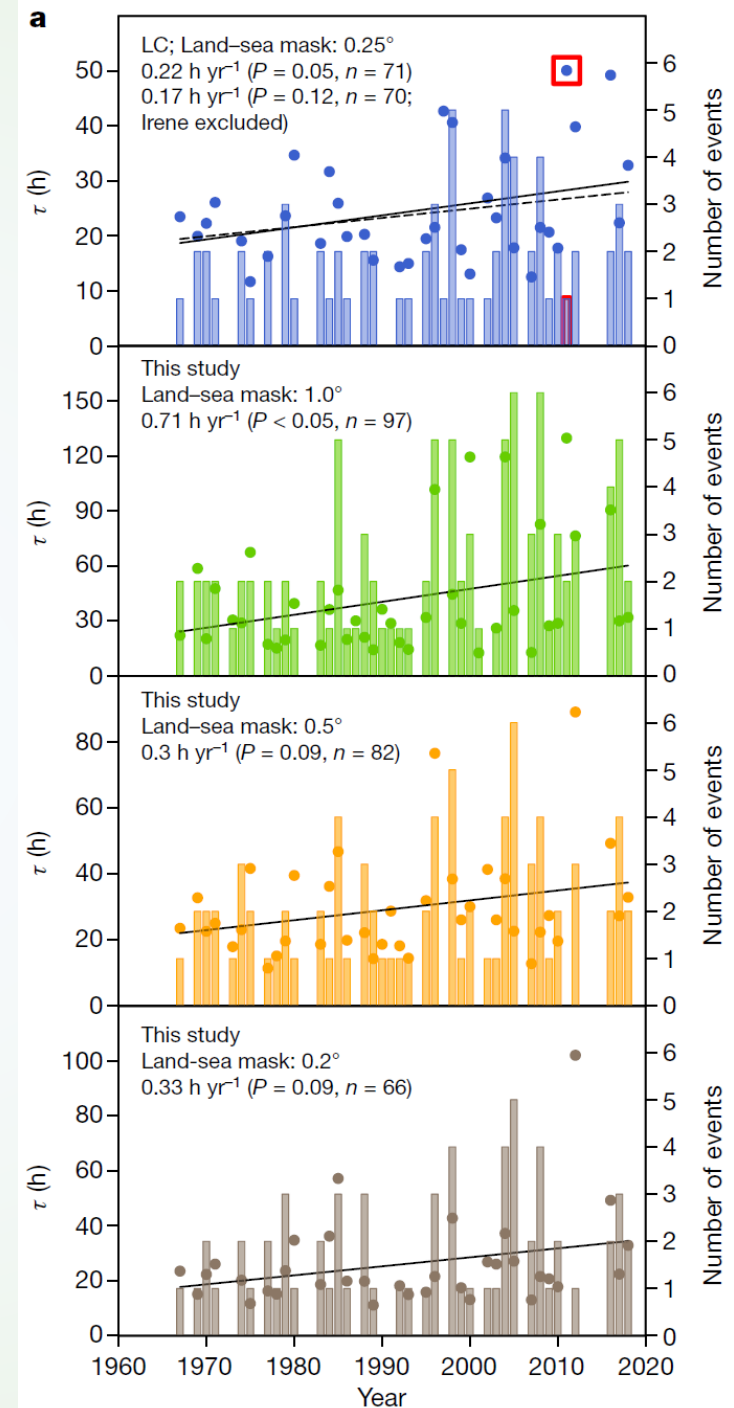 a
LC; Land–sea mask: 0.25°
0.22 h yr⁻¹ (P = 0.05, n = 71)
0.17 h yr⁻¹ (P = 0.12, n = 70;
Irene excluded)
50
40
30
20
10
0
τ (h)
6
5
4
3
2
1
0
Number of events
This study
Land–sea mask: 1.0°
0.71 h yr⁻¹ (P < 0.05, n = 97)
150
120
90
60
30
0
τ (h)
6
5
4
3
2
1
0
Number of events
This study
Land–sea mask: 0.5°
0.3 h yr⁻¹ (P = 0.09, n = 82)
80
60
40
20
0
τ (h)
6
5
4
3
2
1
0
Number of events
This study
Land-sea mask: 0.2°
0.33 h yr⁻¹ (P = 0.09, n = 66)
100
80
60
40
20
0
τ (h)
6
5
4
3
2
1
0
Number of events
1960 1970 1980 1990 2000 2010 2020
Year